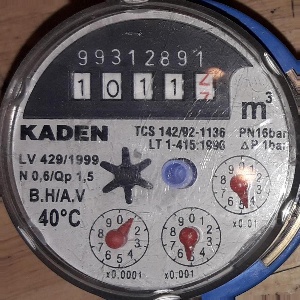 99312891
1011
m³
KADEN
TCS 142/92-1136 PN16bar
LT 1-415:1996 ΔP 1bar
LV 429/1999
N 0,6/Qp 1,5
B.H/A.V
40°C
x0.01
x0.0001
x0.001